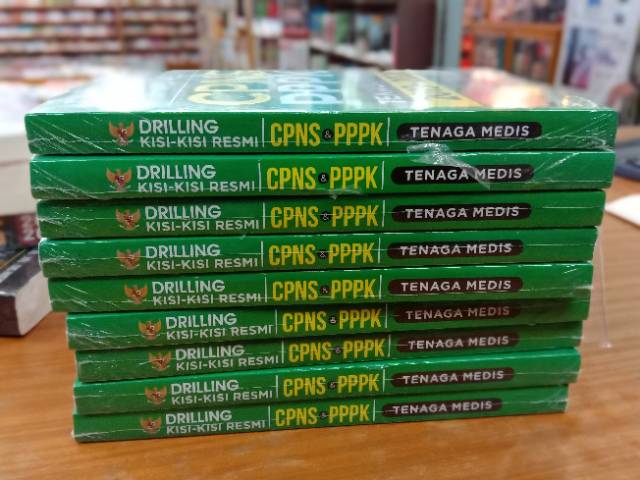 DRILLING
KISI-KISI RESMI
CPNS & PPPK
TENAGA MEDIS
DRILLING
KISI-KISI RESMI
CPNS & PPPK
TENAGA MEDIS
DRILLING
KISI-KISI RESMI
CPNS & PPPK
TENAGA MEDIS
DRILLING
KISI-KISI RESMI
CPNS & PPPK
TENAGA MEDIS
DRILLING
KISI-KISI RESMI
CPNS & PPPK
TENAGA MEDIS
DRILLING
KISI-KISI RESMI
CPNS & PPPK
TENAGA MEDIS
DRILLING
KISI-KISI RESMI
CPNS & PPPK
TENAGA MEDIS
DRILLING
KISI-KISI RESMI
CPNS & PPPK
TENAGA MEDIS
DRILLING
KISI-KISI RESMI
CPNS & PPPK
TENAGA MEDIS